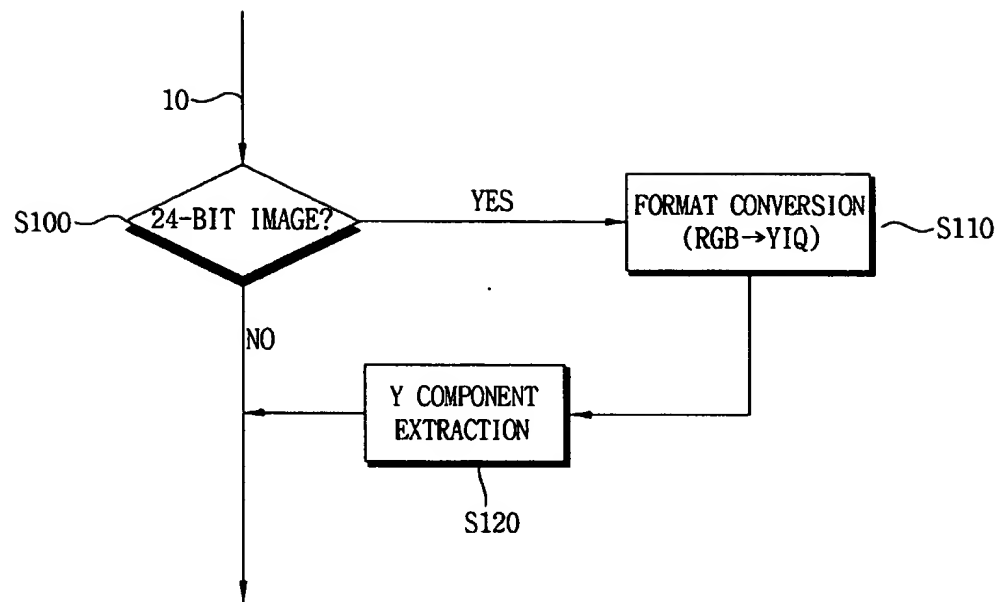 10
S100
24-BIT IMAGE?
YES
FORMAT CONVERSION
(RGB→YIQ)
S110
NO
Y COMPONENT
EXTRACTION
S120